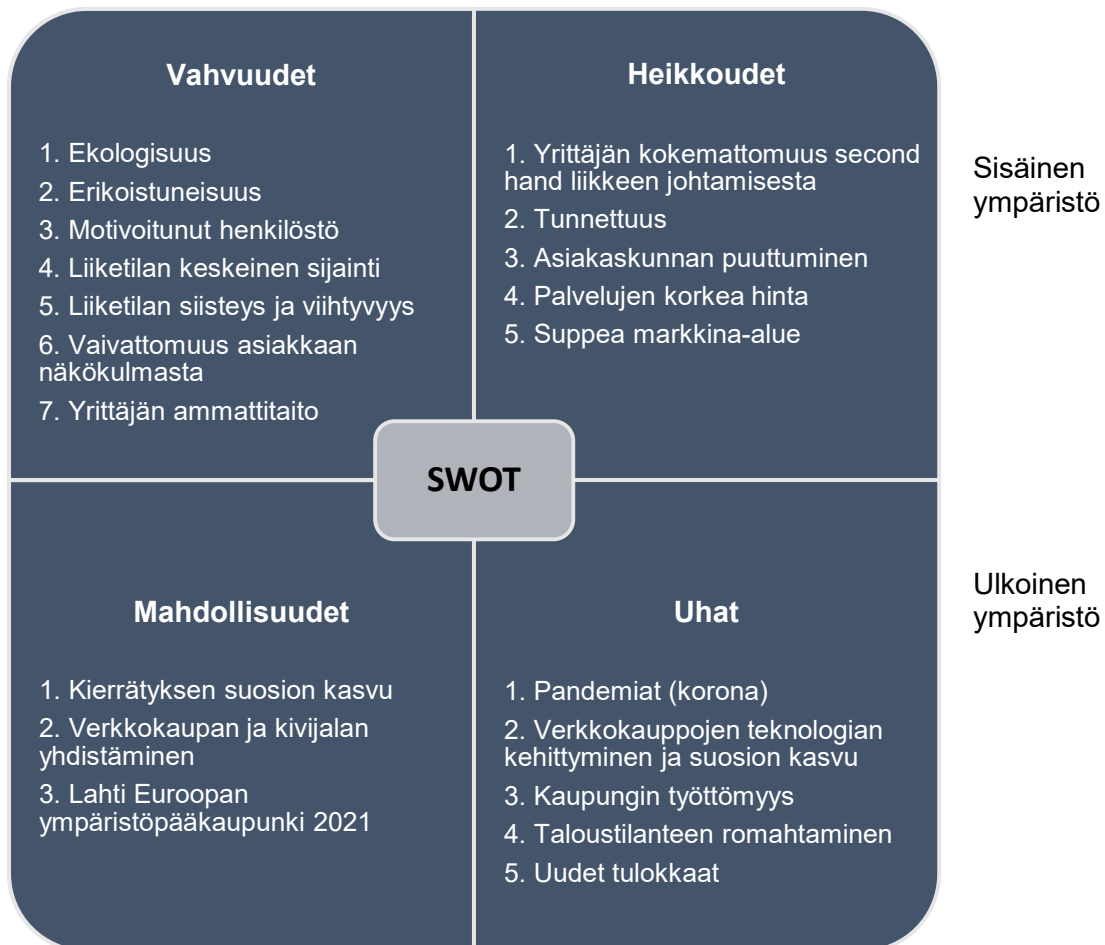 Vahvuudet
1. Ekologisuus
2. Erikoistuneisuus
3. Motivoitunut henkilöstö
4. Liiketilan keskeinen sijainti
5. Liiketilan siisteys ja viihtyvyys
6. Vaivattomuus asiakkaan
näkökulmasta
7. Yrittäjän ammattitaito
Heikkoudet
1. Yrittäjän kokemattomuus second
hand liikkeen johtamisesta
2. Tunnettuus
3. Asiakaskunnan puuttuminen
4. Palvelujen korkea hinta
5. Suppea markkina-alue
Sisäinen
ympäristö
SWOT
Mahdollisuudet
1. Kierrätyksen suosion kasvu
2. Verkkokaupan ja kivijalan
yhdistäminen
3. Lahti Euroopan
ympäristöpääkaupunki 2021
Uhat
1. Pandemiat (korona)
2. Verkkokauppojen teknologian
kehittyminen ja suosion kasvu
3. Kaupungin työttömyys
4. Taloustilanteen romahtaminen
5. Uudet tulokkaat
Ulkoinen
ympäristö